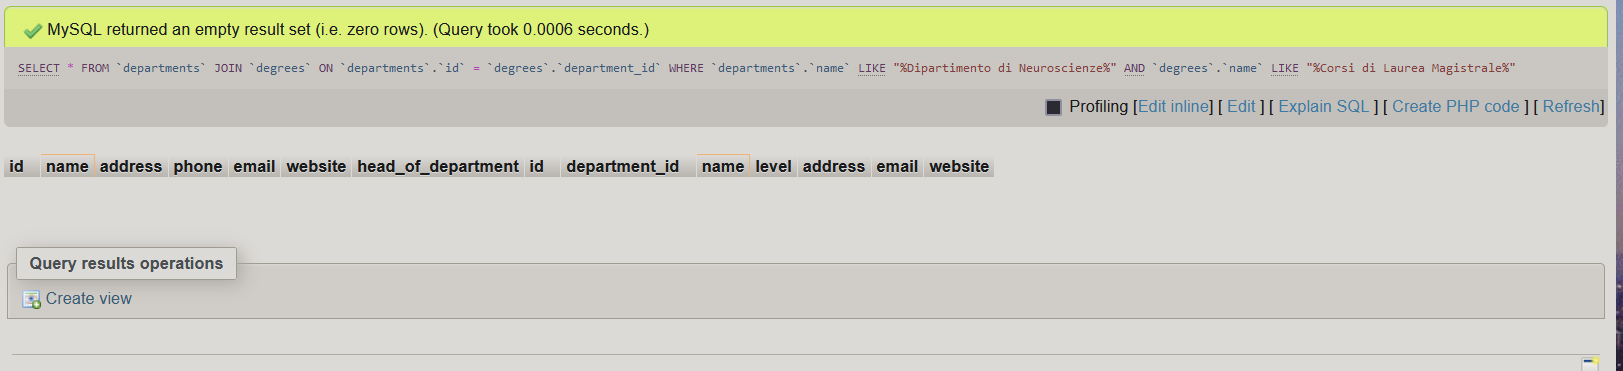 MySQL returned an empty result set (i.e. zero rows). (Query took 0.0006 seconds.)
SELECT * FROM `departments` JOIN `degrees` ON `departments`.`id` = `degrees`.`department_id` WHERE `departments`.`name` LIKE "%Dipartimento di Neuroscienze%" AND `degrees`.`name` LIKE "%Corsi di Laurea Magistrale%"
Profiling [Edit inline] [ Edit ] [ Explain SQL ] [ Create PHP code ] [ Refresh]
id name address phone email website head_of_department id department_id name level address email website
Query results operations
Create view